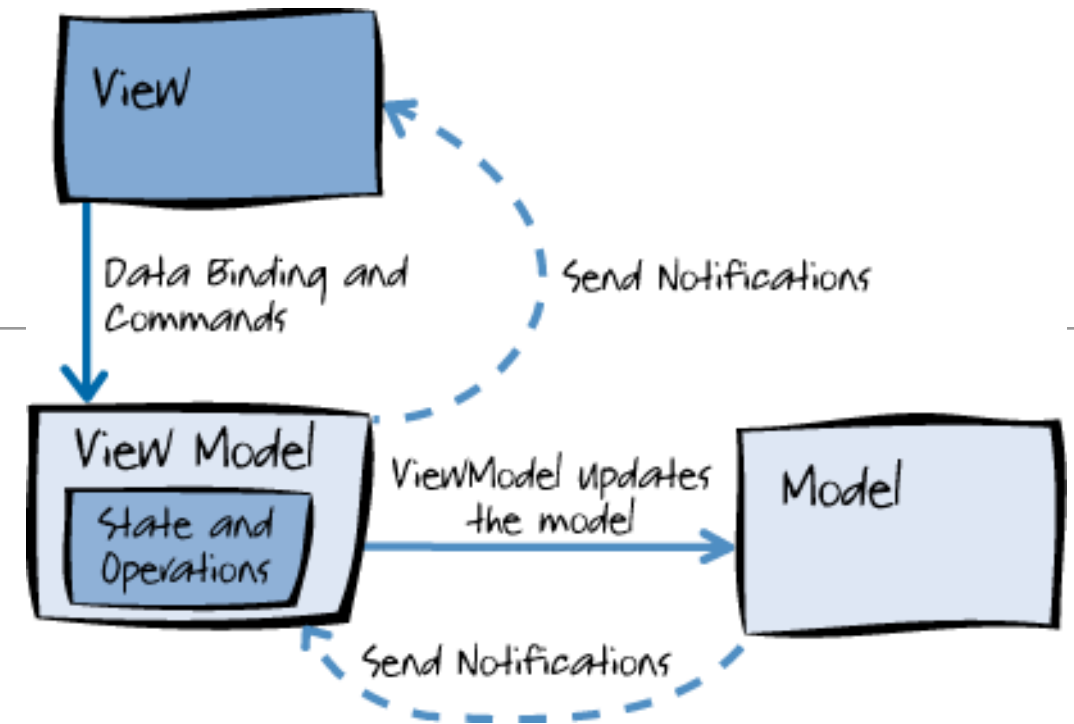 View
Data Binding and
Commands
Send Notifications
View Model
State and
Operations
ViewModel updates
the model
Model
Send Notifications